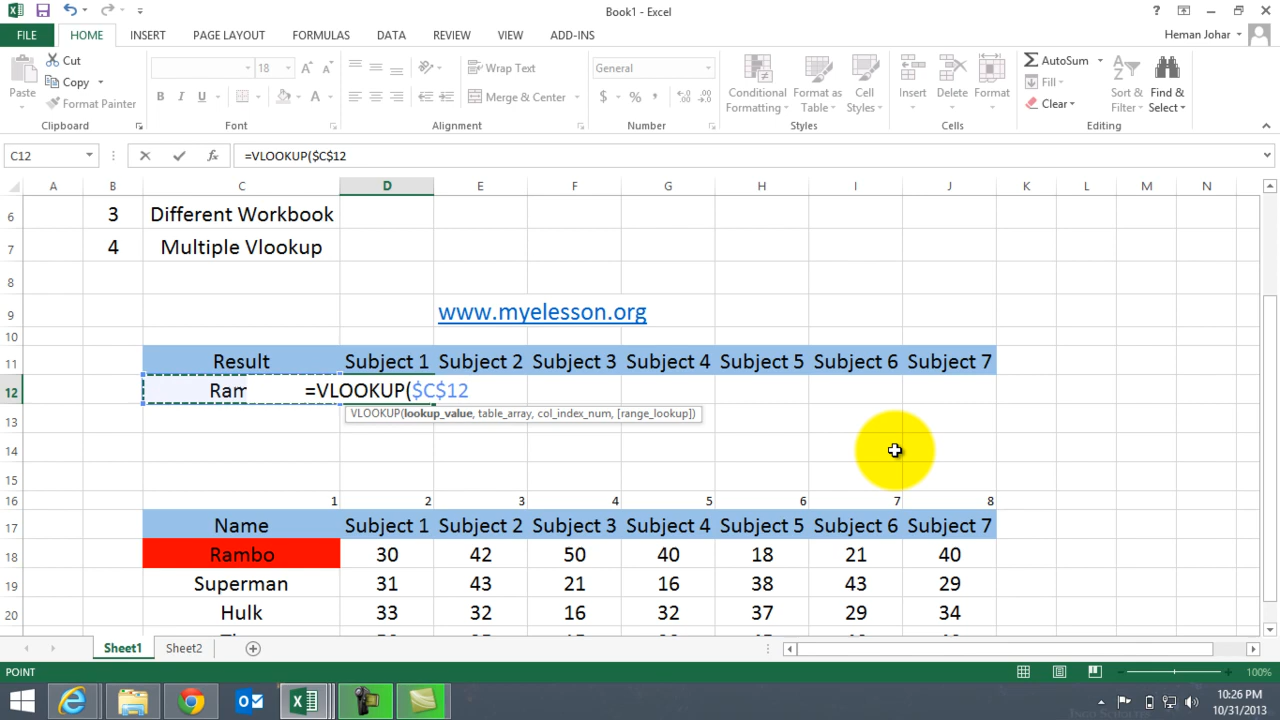 Book1 - Excel
FILE HOME INSERT PAGE LAYOUT FORMULAS DATA REVIEW VIEW ADD-INS Heman Johar
Paste Cut Copy Format Painter Clipboard
18 B I U A Font
Wrap Text Merge & Center Alignment
General $ % , Number
Conditional Formatting Format as Table Cell Styles Styles
Insert Delete Format Cells
AutoSum Fill Clear Sort & Filter Find & Select Editing
C12 fx =VLOOKUP($C$12
A B C D E F G H I J K L M N
6 3 Different Workbook
7 4 Multiple Vlookup
8
9 www.myelesson.org
10
11 Result Subject 1 Subject 2 Subject 3 Subject 4 Subject 5 Subject 6 Subject 7
12 Ram =VLOOKUP($C$12
VLOOKUP(lookup_value, table_array, col_index_num, [range_lookup])
13
14
15
16 1 2 3 4 5 6 7 8
17 Name Subject 1 Subject 2 Subject 3 Subject 4 Subject 5 Subject 6 Subject 7
18 Rambo 30 42 50 40 18 21 40
19 Superman 31 43 21 16 38 43 29
20 Hulk 33 32 16 32 37 29 34
Sheet1 Sheet2
POINT 100%
10:26 PM
10/31/2013